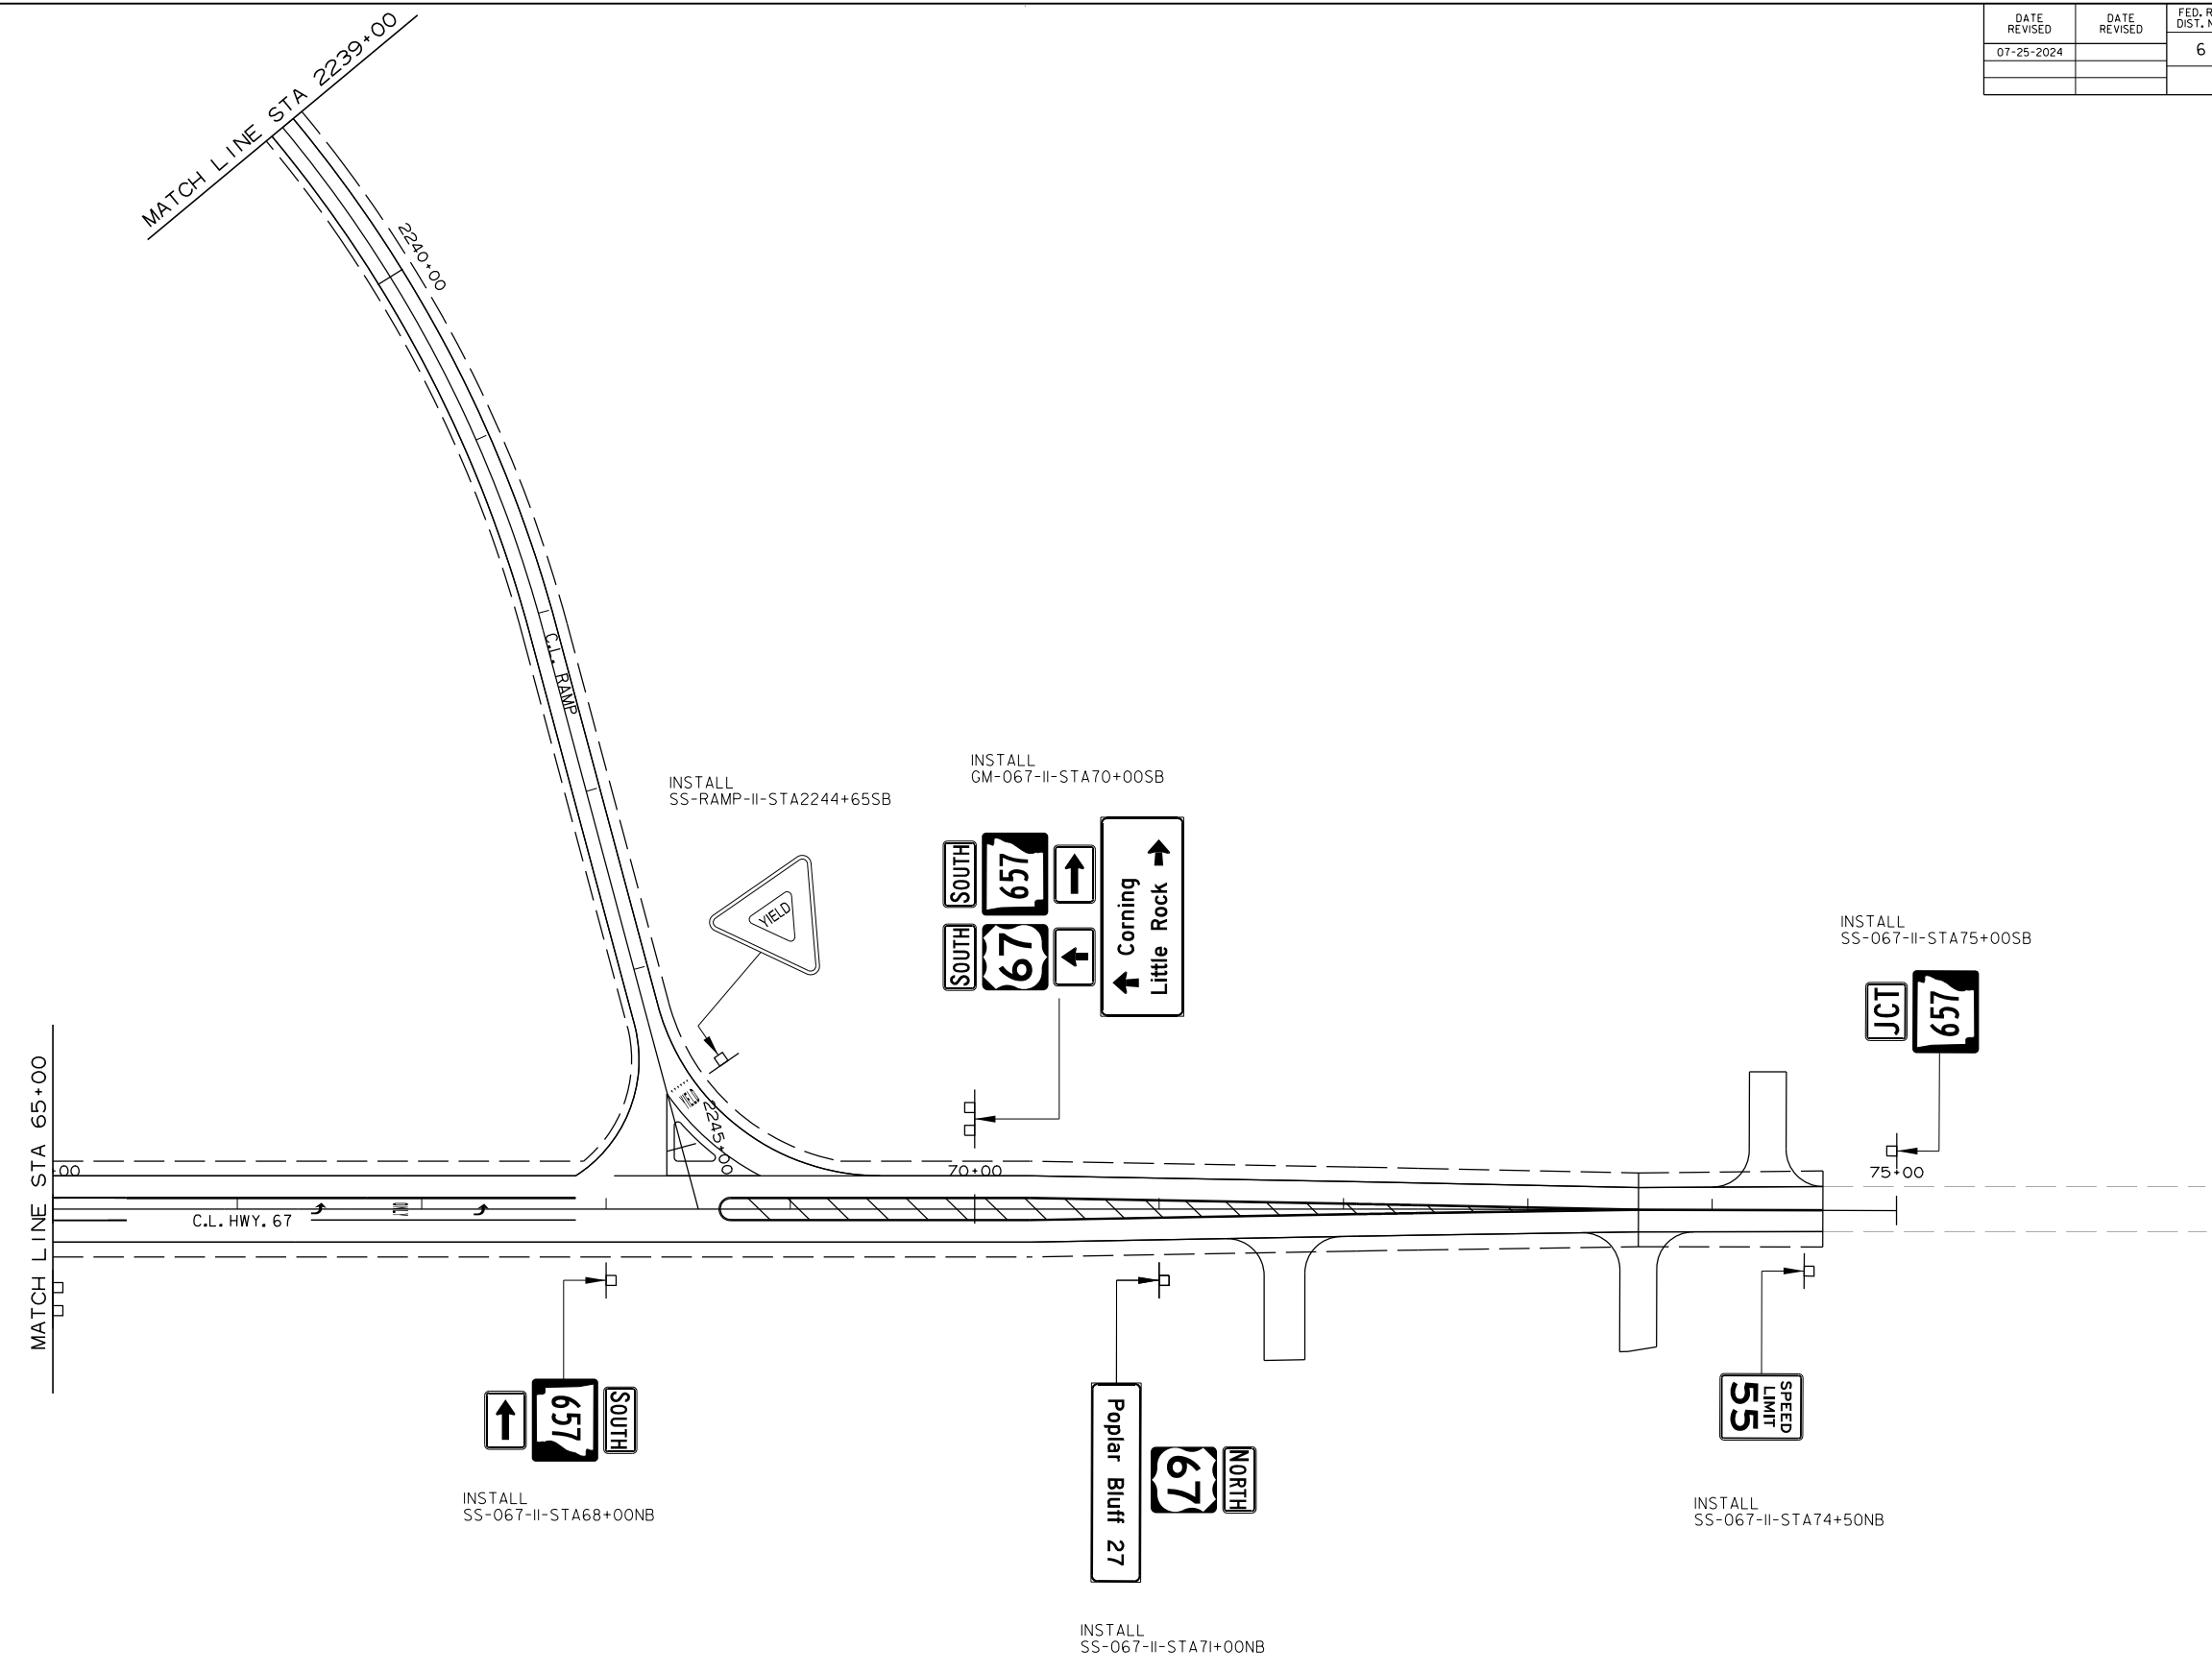 DATE
REVISED
DATE
REVISED
DIST.
07-25-2024
6
MATCH LINE STA 2239+00
2240+00
C.L. RAMP
INSTALL
SS-RAMP-II-STA2244+65SB
YIELD
INSTALL
GM-067-II-STA70+00SB
SOUTH
657
SOUTH
67
Corning
Little Rock
INSTALL
SS-067-II-STA75+00SB
JCT
657
MATCH LINE STA 65+00
+00
YIELD
2245+00
70+00
75+00
C.L. HWY. 67
SOUTH
657
INSTALL
SS-067-II-STA68+00NB
NORTH
67
Poplar Bluff 27
INSTALL
SS-067-II-STA71+00NB
SPEED
LIMIT
55
INSTALL
SS-067-II-STA74+50NB